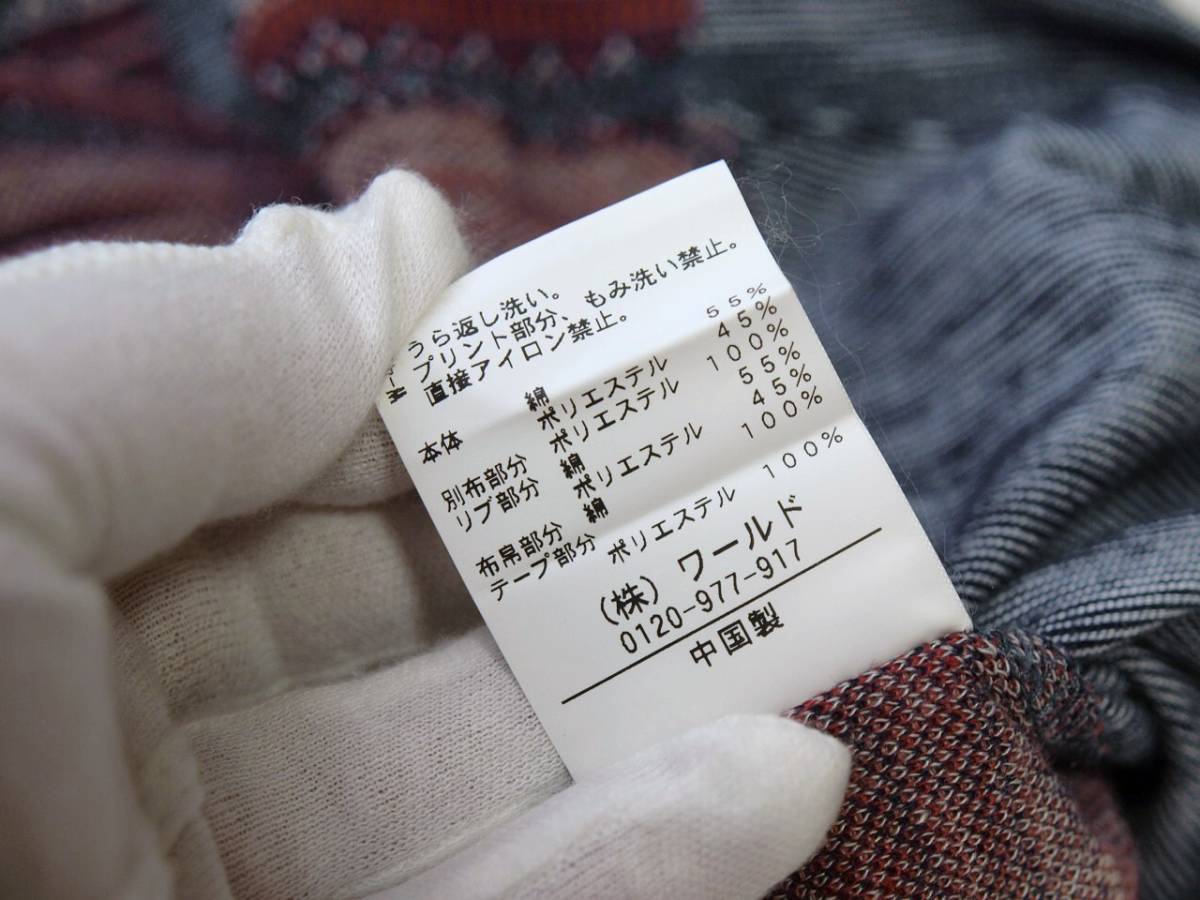 うら返し洗い。
プリント部分、もみ洗い禁止。
直接アイロン禁止。
本体 綿 55%
ポリエステル 45%
別布部分 ポリエステル 100%
リブ部分 綿 55%
ポリエステル 45%
布帛部分 綿 100%
テープ部分 ポリエステル 100%
(株) ワールド
0120-977-917
中国製